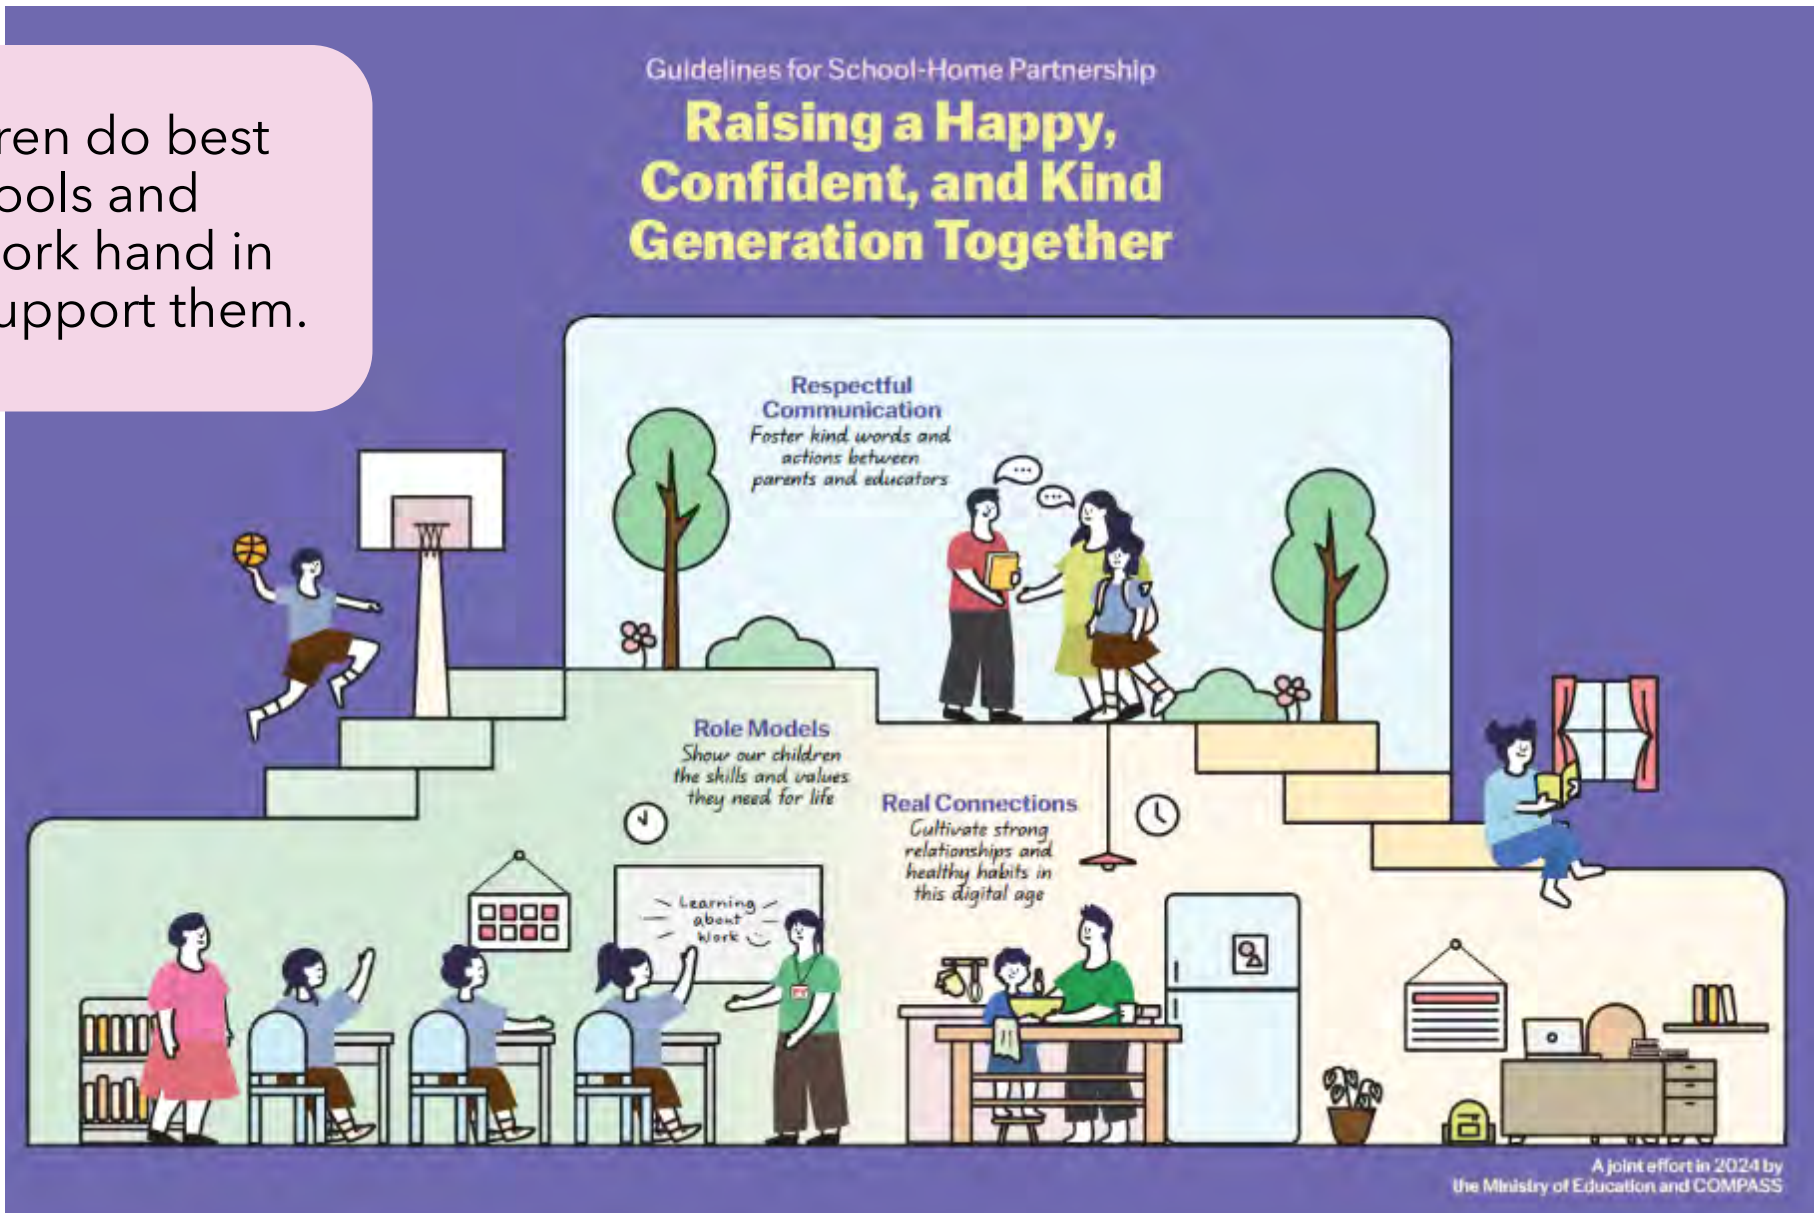 ren do best
ools and
ork hand in
upport them.
Guidelines for School-Home Partnership
Raising a Happy,
Confident, and Kind
Generation Together
Respectful
Communication
Foster kind words and
actions between
parents and educators
Role Models
Show our children
the skills and values
they need for life
Real Connections
Cultivate strong
relationships and
healthy habits in
this digital age
Learning
about
Work
A joint effort in 2024 by
the Ministry of Education and COMPASS